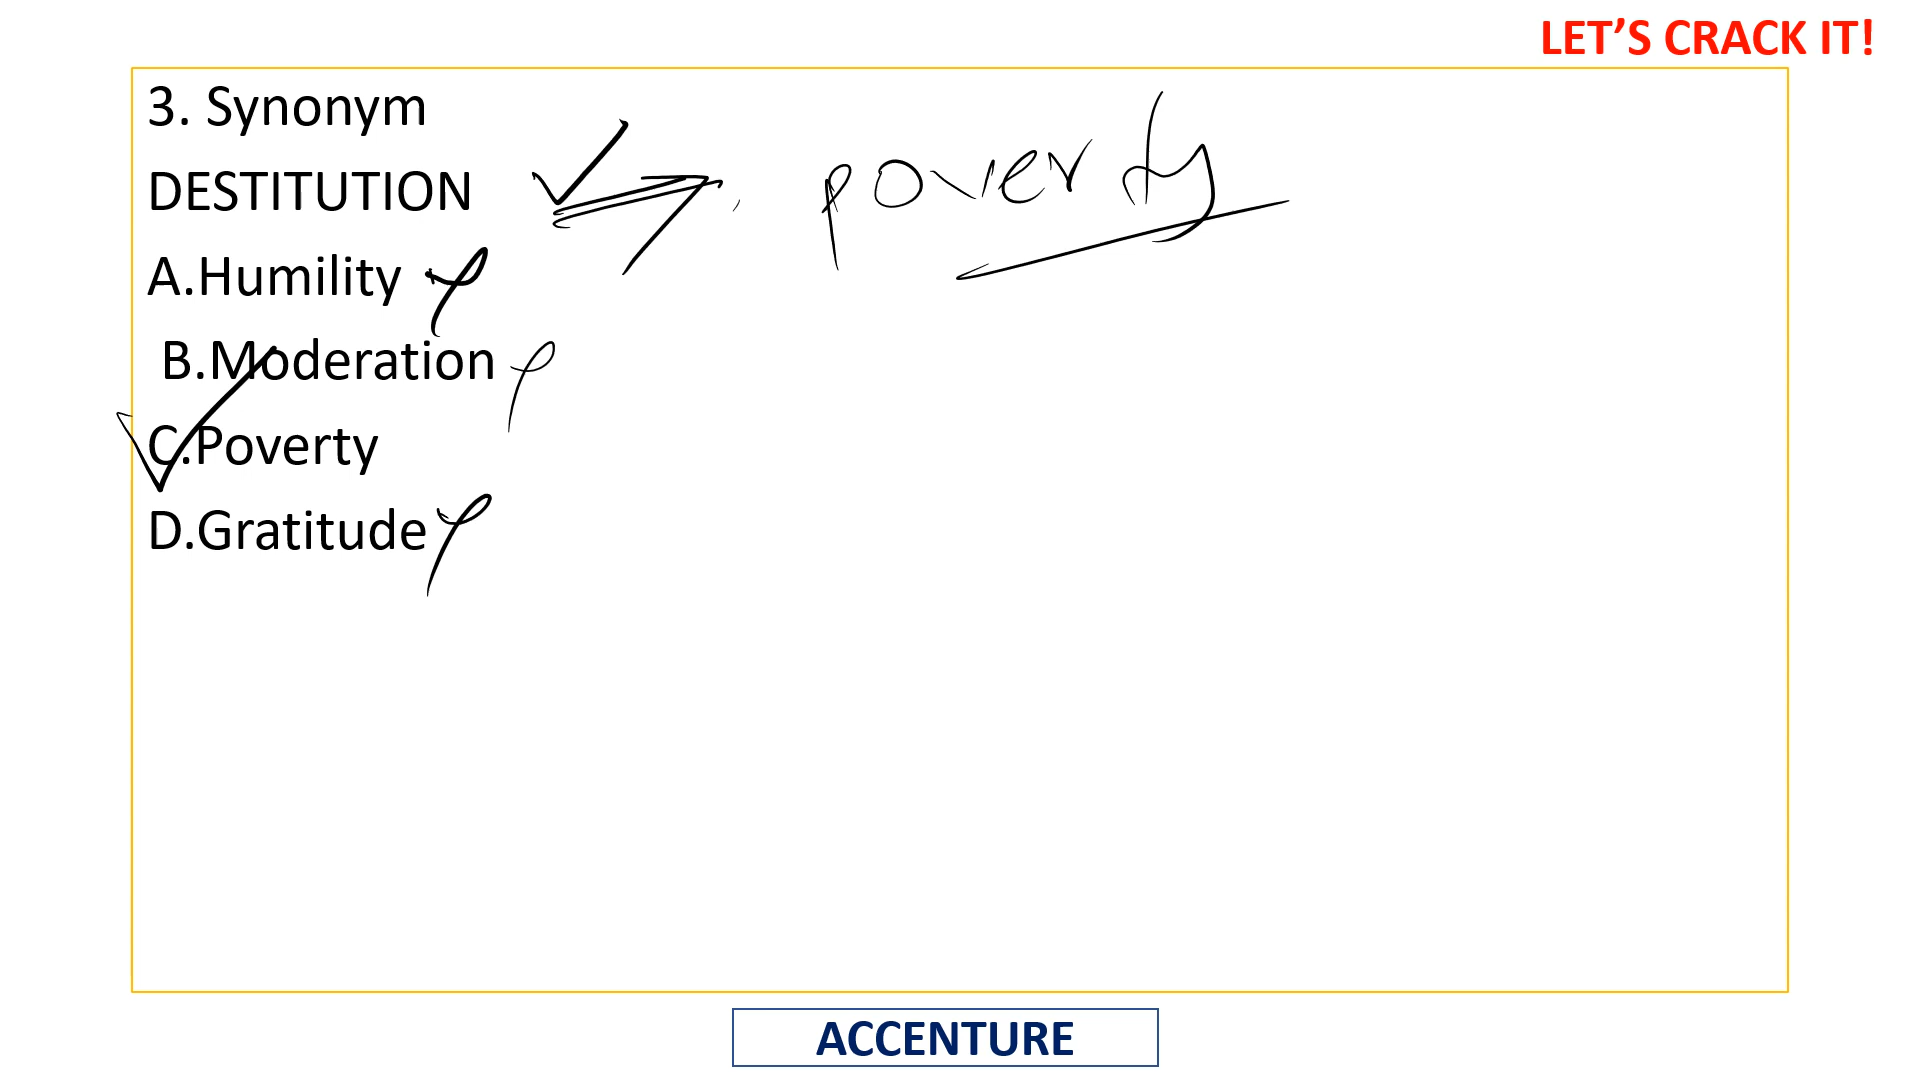 LET'S CRACK IT!
3. Synonym
DESTITUTION poverty
A.Humility
B.Moderation
C.Poverty
D.Gratitude
ACCENTURE